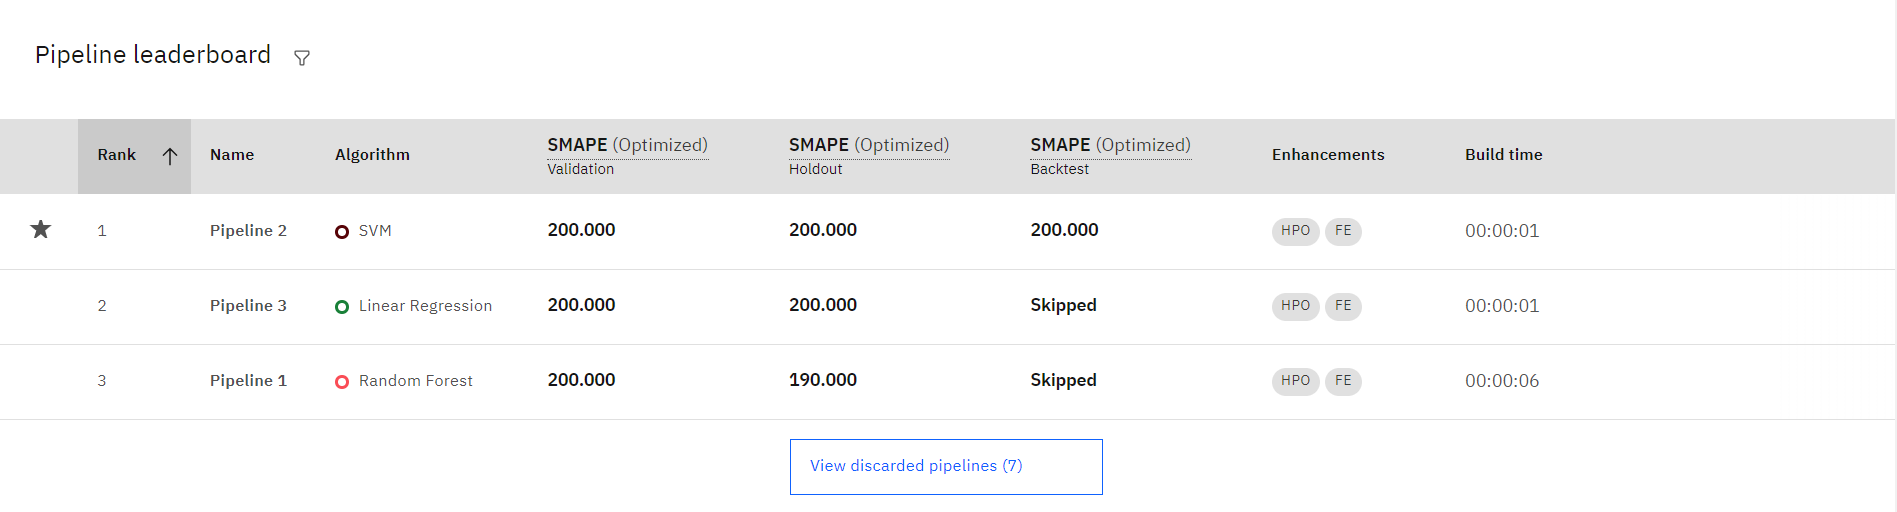 Pipeline leaderboard
Rank Name Algorithm SMAPE (Optimized) Validation SMAPE (Optimized) Holdout SMAPE (Optimized) Backtest Enhancements Build time
1 Pipeline 2 SVM 200.000 200.000 200.000 HPO FE 00:00:01
2 Pipeline 3 Linear Regression 200.000 200.000 Skipped HPO FE 00:00:01
3 Pipeline 1 Random Forest 200.000 190.000 Skipped HPO FE 00:00:06
View discarded pipelines (7)